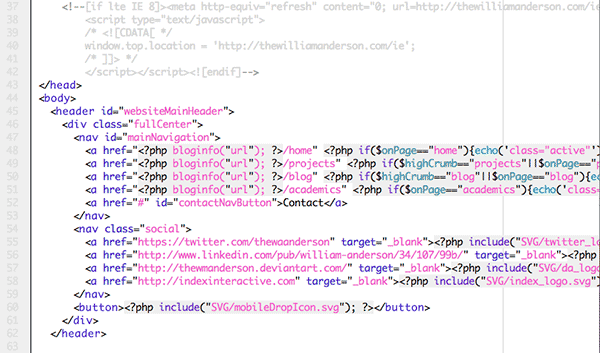 37 <!--[if lte IE 8]><meta http-equiv="refresh" content="0; url=http://thewilliamanderson.com/ie
38 <script type="text/javascript">
39 /* <![CDATA[ */
40 window.top.location = 'http://thewilliamanderson.com/ie';
41 /* ]]> */
42 </script></script><![endif]-->
43 </head>
44 <body>
45 <header id="websiteMainHeader">
46 <div class="fullCenter">
47 <nav id="mainNavigation">
48 <a href="<?php bloginfo("url"); ?>/home" <?php if($onPage=="home"){echo('class="active"'
49 <a href="<?php bloginfo("url"); ?>/projects" <?php if($highCrumb=="projects"||$onPage=="p
50 <a href="<?php bloginfo("url"); ?>/blog" <?php if($highCrumb=="blog"||$onPage=="blog"){e
51 <a href="<?php bloginfo("url"); ?>/academics" <?php if($onPage=="academics"){echo('class
52 <a href="#" id="contactNavButton">Contact</a>
53 </nav>
54 <nav class="social">
55 <a href="https://twitter.com/thewaanderson" target="_blank"><?php include("SVG/twitter_lo
56 <a href="http://www.linkedin.com/pub/william-anderson/34/107/99b/" target="_blank"><?php
57 <a href="http://thewmanderson.deviantart.com/" target="_blank"><?php include("SVG/da_logo
58 <a href="http://indexinteractive.com" target="_blank"><?php include("SVG/index_logo.svg"
59 </nav>
60 <button><?php include("SVG/mobileDropIcon.svg"); ?></button>
61 </div>
62 </header>
63